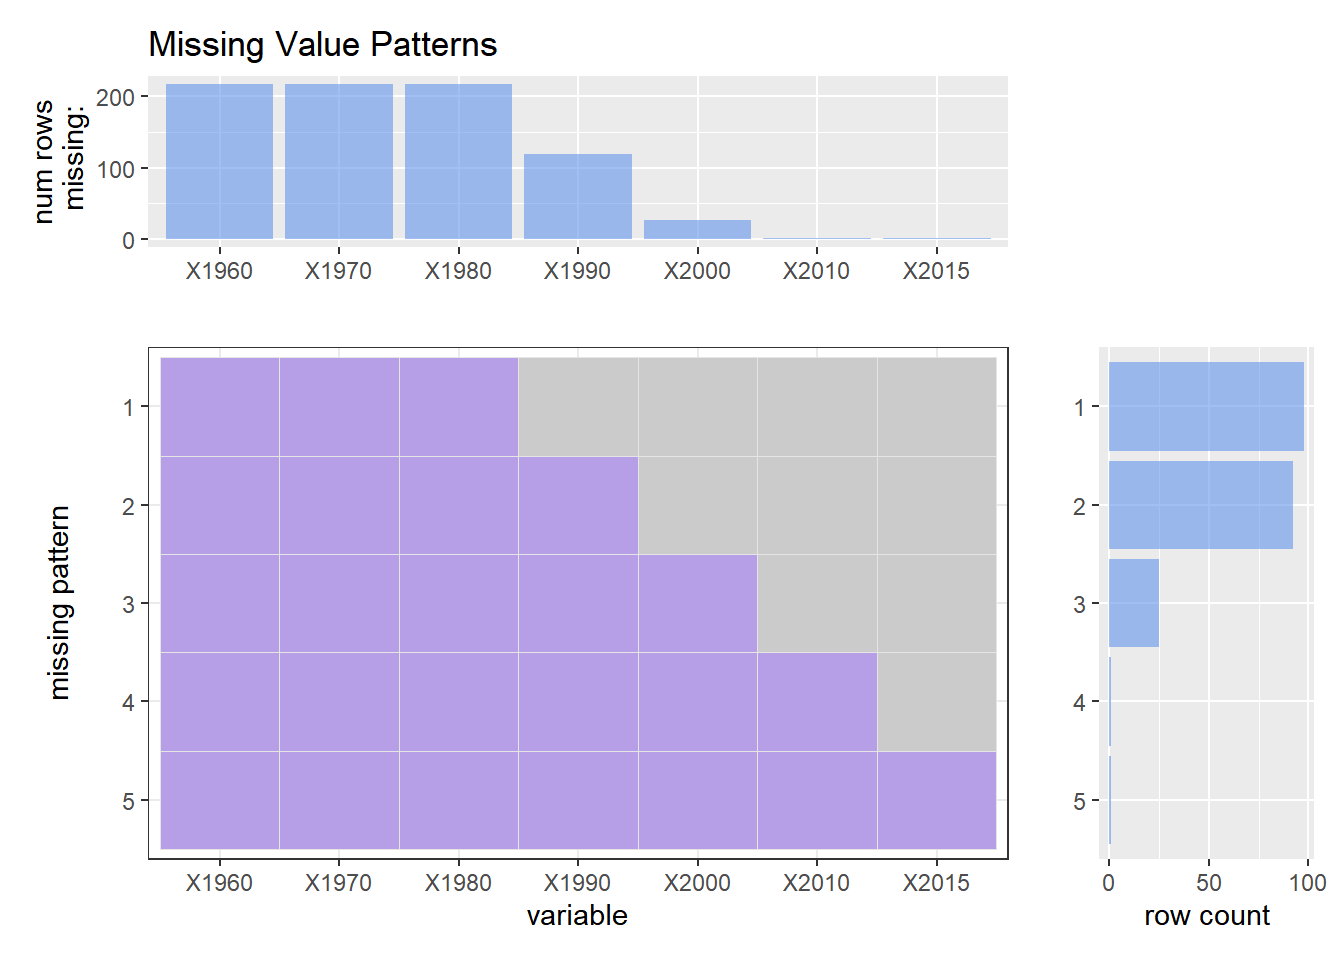 Missing Value Patterns
num rows
missing:
200
100
0
X1960 X1970 X1980 X1990 X2000 X2010 X2015
missing pattern
1
2
3
4
5
X1960 X1970 X1980 X1990 X2000 X2010 X2015
variable
1
2
3
4
5
0 50 100
row count